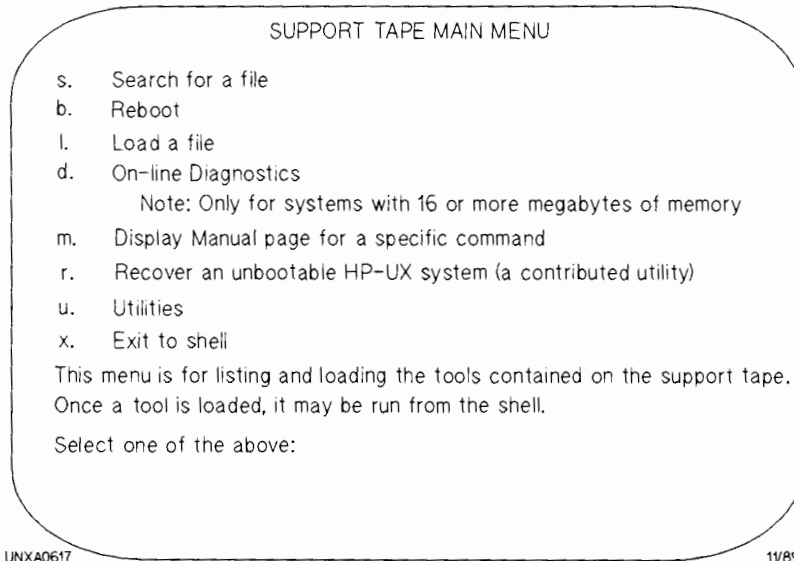 SUPPORT TAPE MAIN MENU
s. Search for a file
b. Reboot
l. Load a file
d. On-line Diagnostics
Note: Only for systems with 16 or more megabytes of memory
m. Display Manual page for a specific command
r. Recover an unbootable HP-UX system (a contributed utility)
u. Utilities
x. Exit to shell
This menu is for listing and loading the tools contained on the support tape.
Once a tool is loaded, it may be run from the shell.
Select one of the above:
UNXA0617